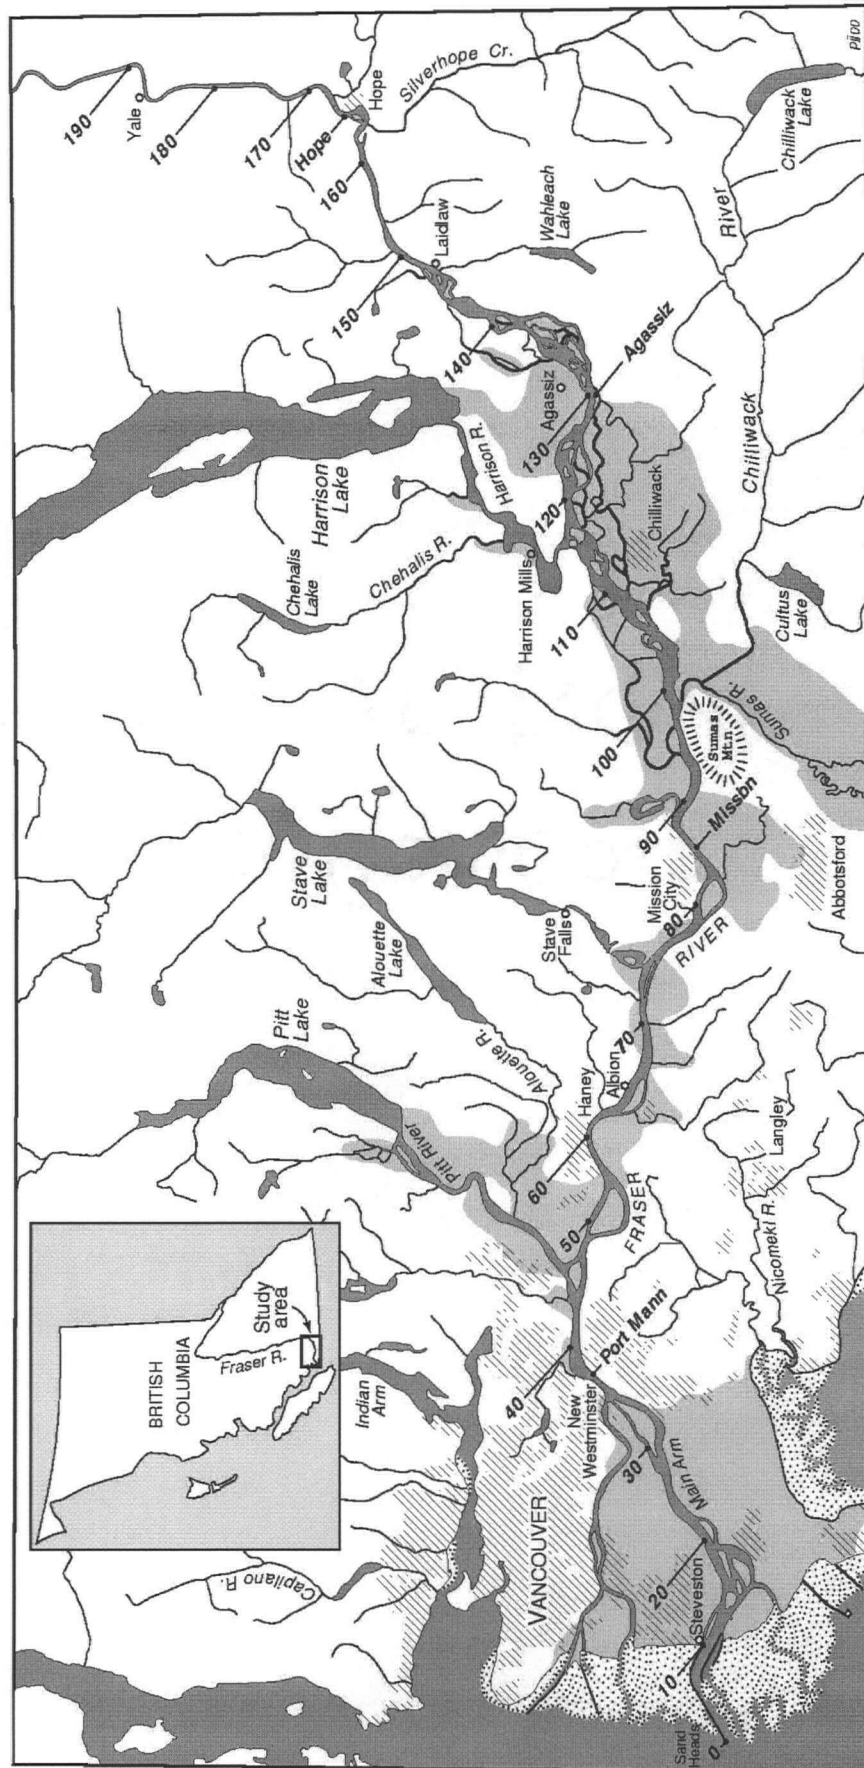 BRITISH
COLUMBIA
Fraser R.
Study
area
Capilano R.
Indian
Arm
Pitt
Lake
Pitt River
Alouette
Lake
Alouette R.
Stave
Lake
Stave
Falls
Chehalis
Lake
Chehalis R.
Harrison
Lake
Harrison R.
Harrison Mills
VANCOUVER
New
Westminster
Port Mann
Main Arm
Steveston
Sand
Heads
0
10
20
30
40
50
60
70
80
90
100
110
120
130
140
150
160
170
180
190
Haney
Albion
FRASER
RIVER
Mission
City
Mission
Langley
Nicomeki R.
Abbotsford
Sumas
Mtn.
Sumas R.
Cultus
Lake
Chilliwack
Chilliwack
River
Chilliwack
Lake
Agassiz
Agassiz
Laidlaw
Wahleach
Lake
Hope
Hope
Silverhope Cr.
Yale